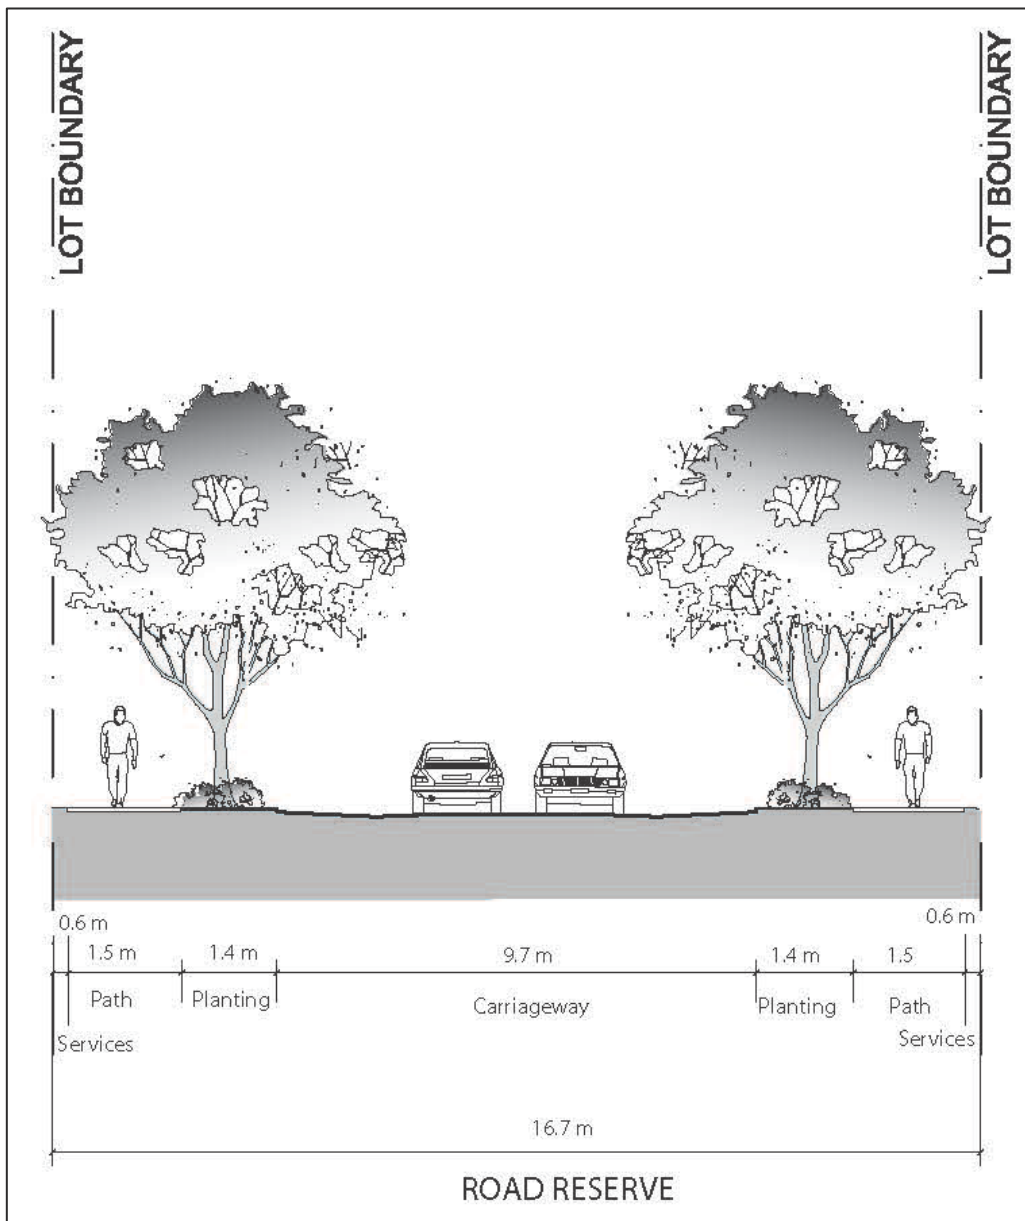 LOT BOUNDARY
LOT BOUNDARY
0.6 m
0.6 m
1.5 m
1.4 m
9.7 m
1.4 m
1.5
Path
Planting
Carriageway
Planting
Path
Services
Services
16.7 m
ROAD RESERVE